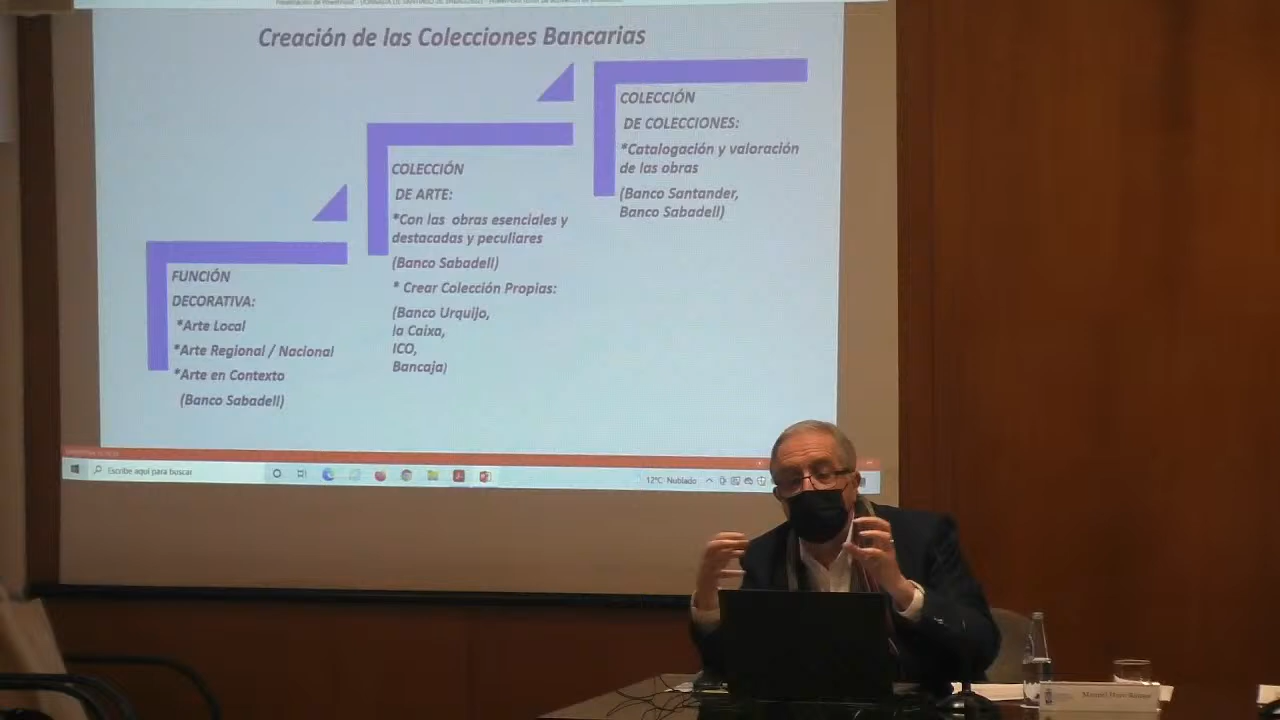 Creación de las Colecciones Bancarias
FUNCIÓN
DECORATIVA:
*Arte Local
*Arte Regional / Nacional
*Arte en Contexto
(Banco Sabadell)
COLECCIÓN
DE ARTE:
*Con las obras esenciales y
destacadas y peculiares
(Banco Sabadell)
* Crear Colección Propias:
(Banco Urquijo,
la Caixa,
ICO,
Bancaja)
COLECCIÓN
DE COLECCIONES:
*Catalogación y valoración
de las obras
(Banco Santander,
Banco Sabadell)
Escribe aquí para buscar
12°C Nublado